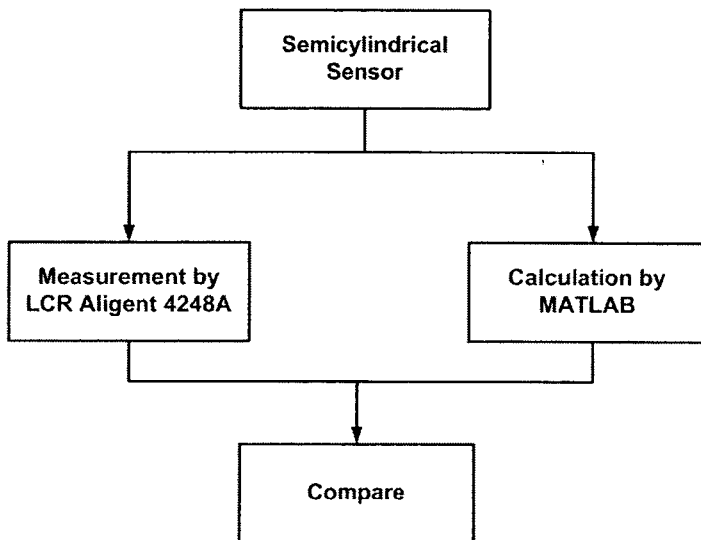 Semicylindrical
Sensor
Measurement by
LCR Aligent 4248A
Calculation by
MATLAB
Compare